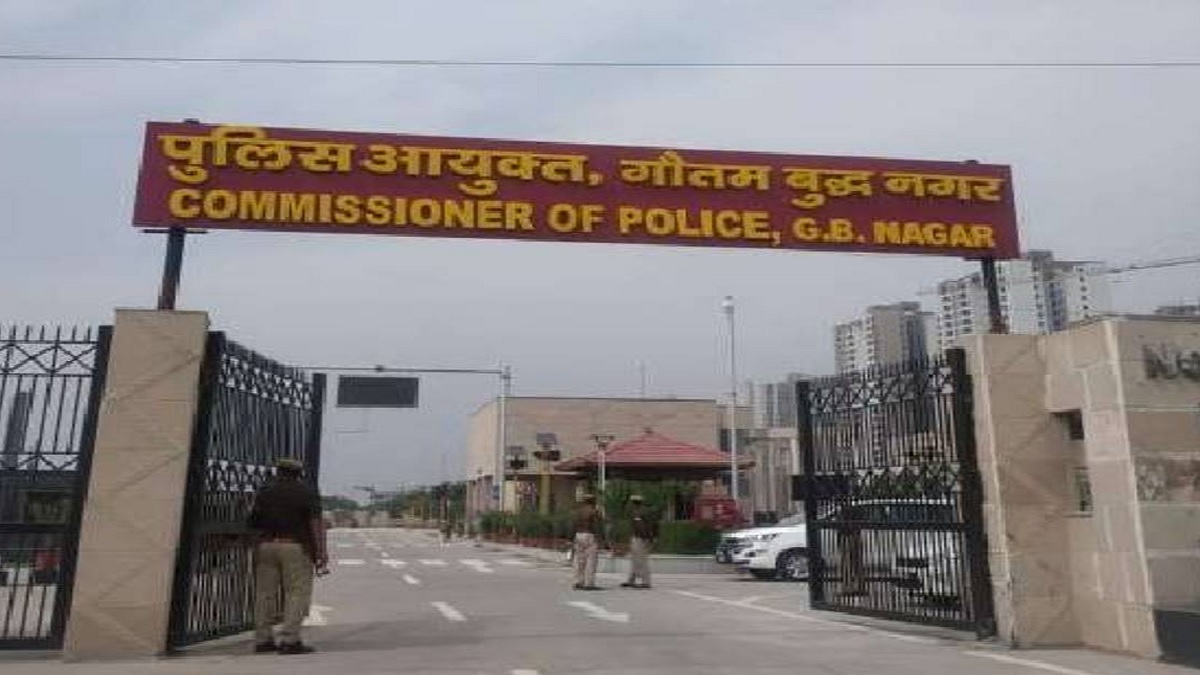 पुलिस आयुक्त, गौतम बुद्ध नगर
COMMISSIONER OF POLICE, G.B. NAGAR